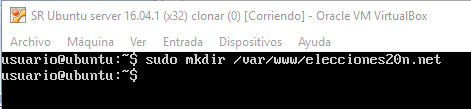 SR Ubuntu server 16.04.1 (x32) clonar (0) [Corriendo] - Oracle VM VirtualBox
Archivo Máquina Ver Entrada Dispositivos Ayuda
usuario@ubuntu:~$ sudo mkdir /var/www/elecciones20n.net
usuario@ubuntu:~$